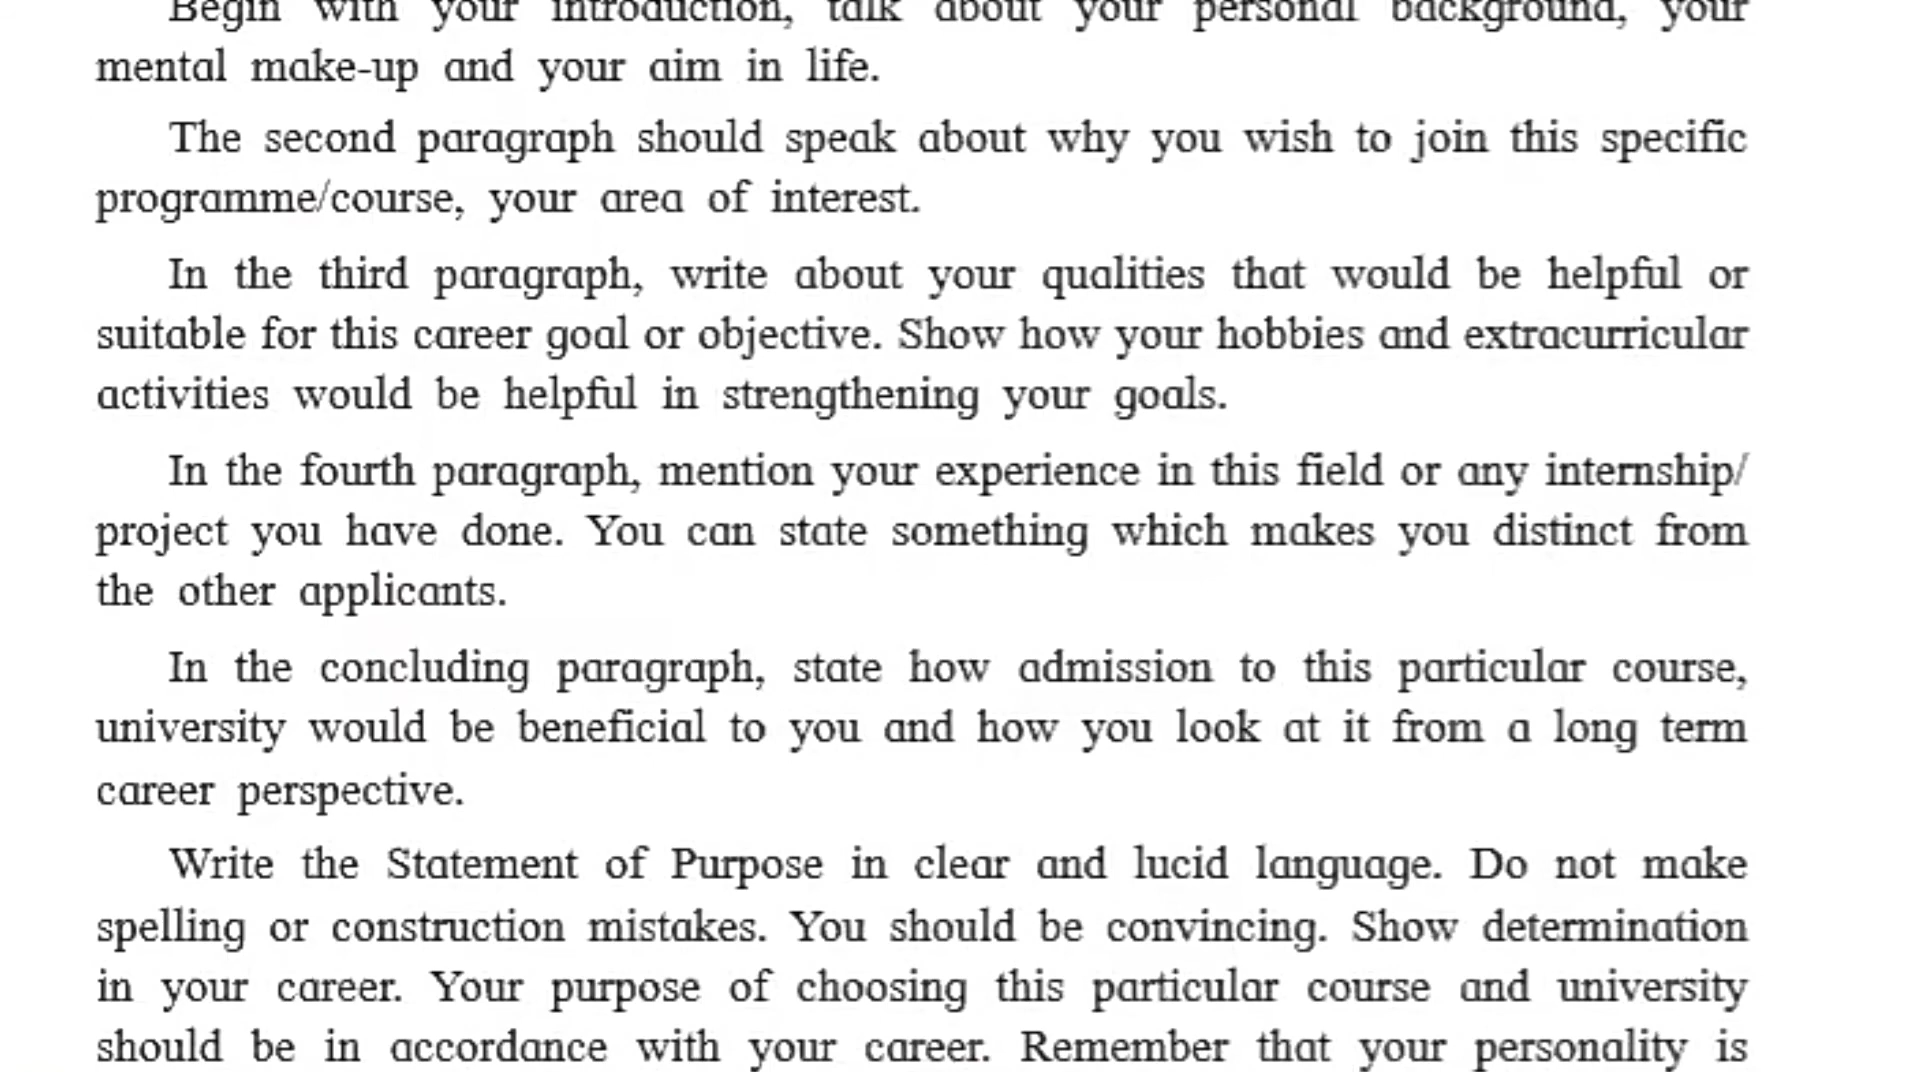 Begin with your introduction, talk about your personal background, your
mental make-up and your aim in life.
The second paragraph should speak about why you wish to join this specific
programme/course, your area of interest.
In the third paragraph, write about your qualities that would be helpful or
suitable for this career goal or objective. Show how your hobbies and extracurricular
activities would be helpful in strengthening your goals.
In the fourth paragraph, mention your experience in this field or any internship/
project you have done. You can state something which makes you distinct from
the other applicants.
In the concluding paragraph, state how admission to this particular course,
university would be beneficial to you and how you look at it from a long term
career perspective.
Write the Statement of Purpose in clear and lucid language. Do not make
spelling or construction mistakes. You should be convincing. Show determination
in your career. Your purpose of choosing this particular course and university
should be in accordance with your career. Remember that your personality is